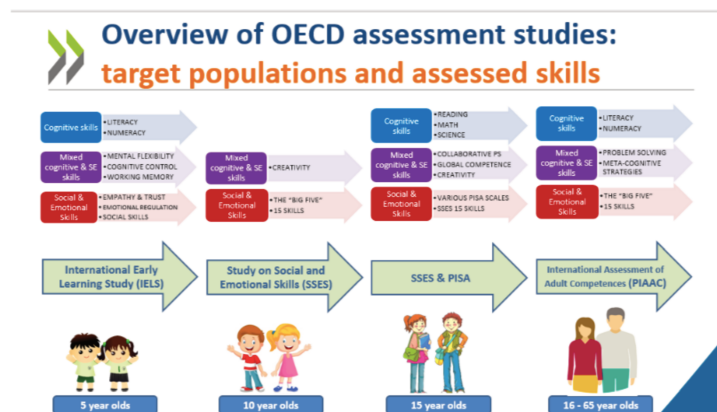 Overview of OECD assessment studies:
target populations and assessed skills
Cognitive skills
•LITERACY
•NUMERACY
Mixed
cognitive & SE
skills
•MENTAL FLEXIBILITY
•COGNITIVE CONTROL
•WORKING MEMORY
Social &
Emotional
Skills
•EMPATHY & TRUST
•EMOTIONAL REGULATION
•SOCIAL SKILLS
International Early
Learning Study (IELS)
5 year olds
Mixed
cognitive & SE
skills
•CREATIVITY
Social &
Emotional
Skills
•THE "BIG FIVE"
•15 SKILLS
Study on Social and
Emotional Skills (SSES)
10 year olds
Cognitive
skills
•READING
•MATH
•SCIENCE
Mixed
cognitive & SE
skills
•COLLABORATIVE PS
•GLOBAL COMPETENCE
•CREATIVITY
Social &
Emotional
Skills
•VARIOUS PISA SCALES
•SSES 15 SKILLS
SSES & PISA
15 year olds
Cognitive
skills
•LITERACY
•NUMERACY
Mixed
cognitive & SE
skills
•PROBLEM SOLVING
•META-COGNITIVE
STRATEGIES
Social &
Emotional
Skills
•THE "BIG FIVE"
•15 SKILLS
International Assessment of
Adult Competences (PIAAC)
16 - 65 year olds